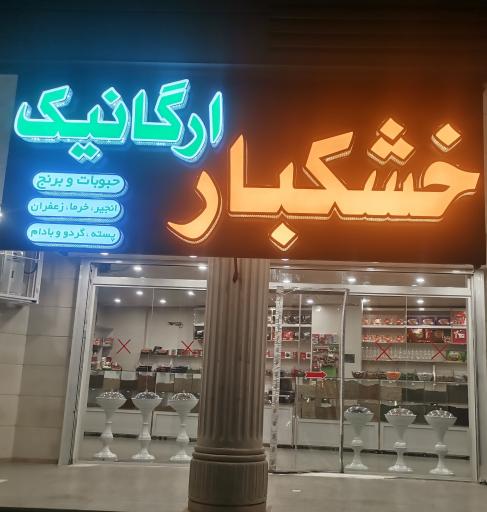 خشکبار
ارگانیک
حبوبات و برنج
انجیر، خرما، زعفران
پسته ، گردو و بادام